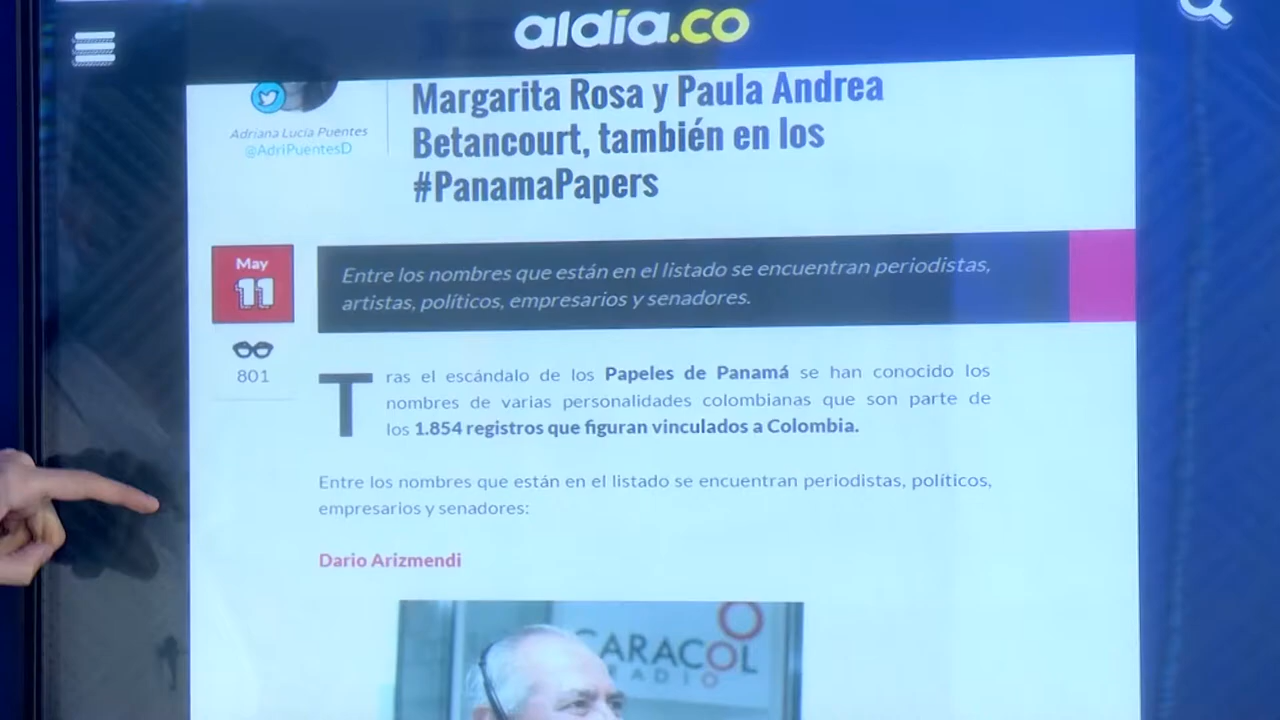 aldía.co
Margarita Rosa y Paula Andrea
Betancourt, también en los
#PanamaPapers
Adriana Lucía Puentes
@AdriPuentesD
May
11
801
Entre los nombres que están en el listado se encuentran periodistas,
artistas, políticos, empresarios y senadores.
Tras el escándalo de los Papeles de Panamá se han conocido los
nombres de varias personalidades colombianas que son parte de
los 1.854 registros que figuran vinculados a Colombia.
Entre los nombres que están en el listado se encuentran periodistas, políticos,
empresarios y senadores:
Dario Arizmendi
CARACOL
RADIO